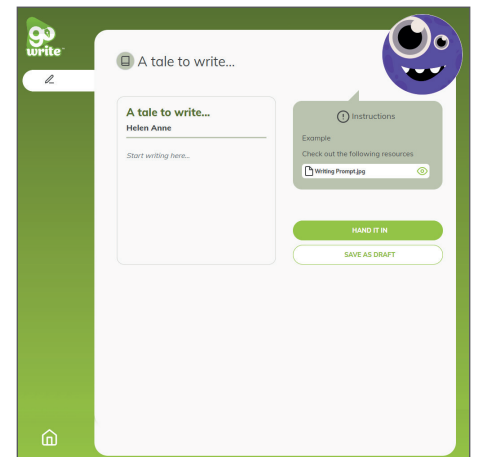 go
write
A tale to write...
A tale to write...
Helen Anne
Start writing here...
Instructions
Example
Check out the following resources
Writing Prompt.jpg
HAND IT IN
SAVE AS DRAFT